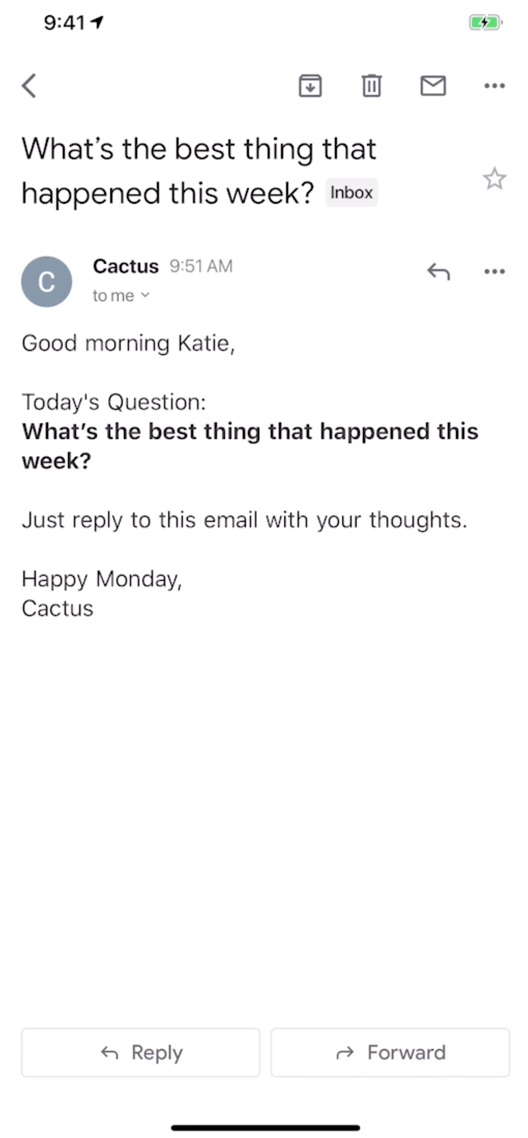 9:41
What’s the best thing that
happened this week? Inbox
C
Cactus 9:51 AM
to me
Good morning Katie,
Today's Question:
What’s the best thing that happened this
week?
Just reply to this email with your thoughts.
Happy Monday,
Cactus
Reply
Forward